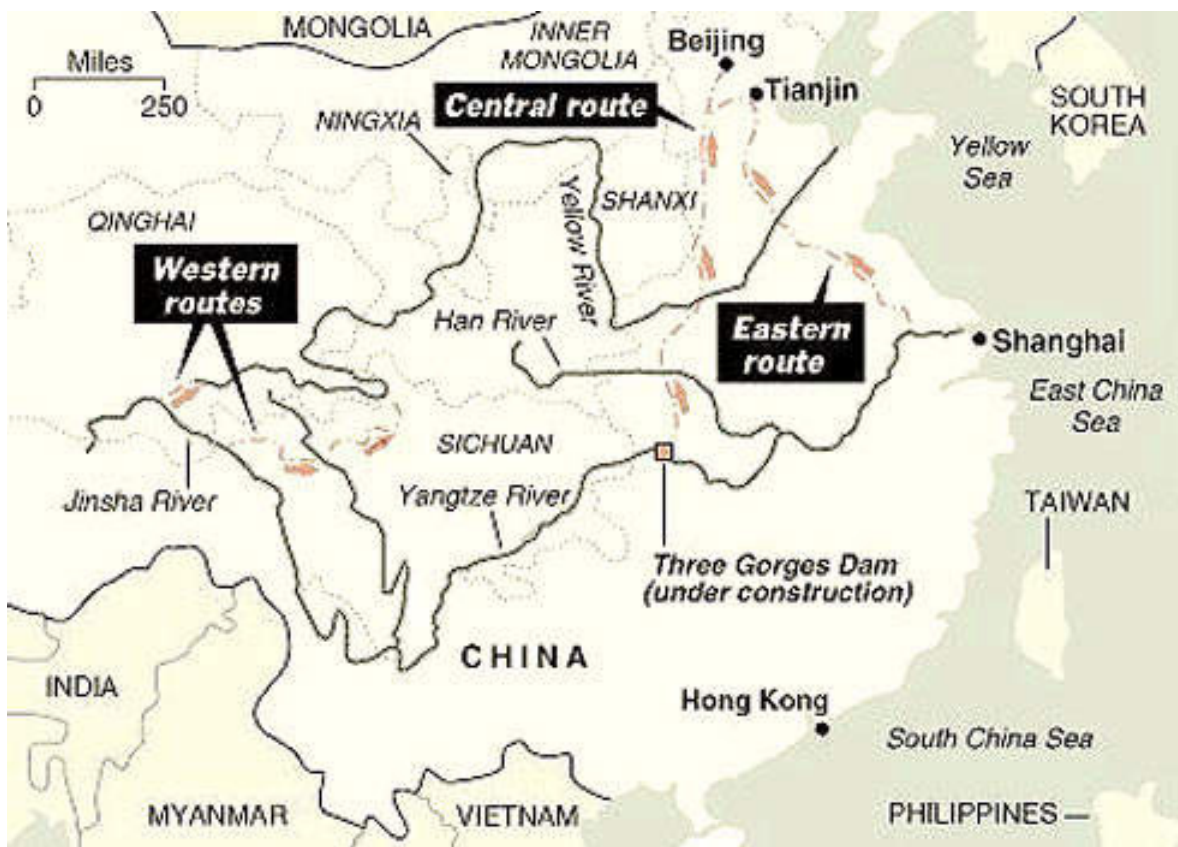 MONGOLIA
INNER
MONGOLIA
Beijing
Miles
0 250
Tianjin
Central route
SOUTH
KOREA
NINGXIA
Yellow
Sea
SHANXI
QINGHAI
Yellow River
Western
routes
Han River
Eastern
route
Shanghai
East China
Sea
SICHUAN
Jinsha River
Yangtze River
TAIWAN
Three Gorges Dam
(under construction)
CHINA
INDIA
Hong Kong
South China Sea
MYANMAR
VIETNAM
PHILIPPINES